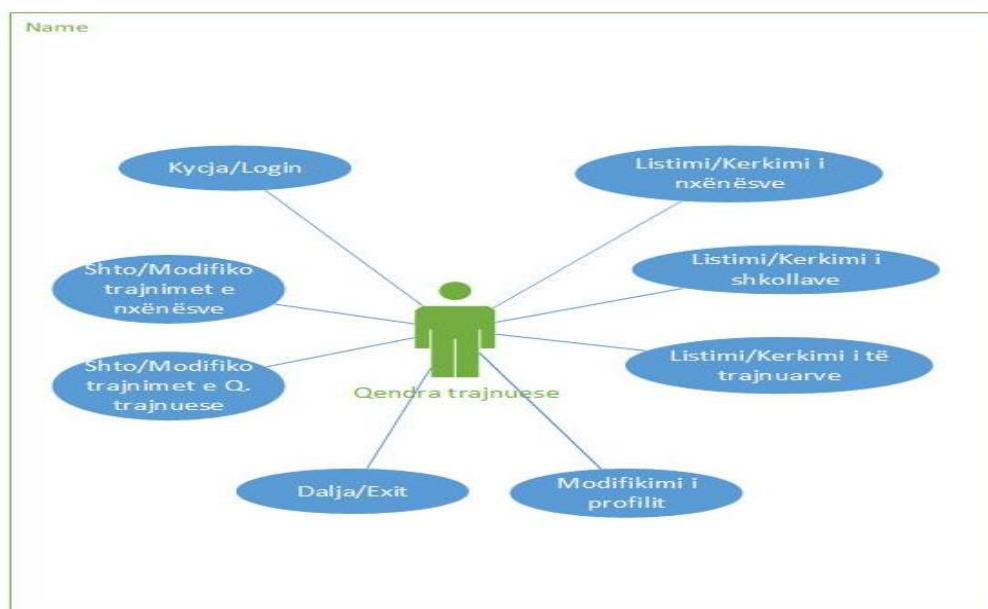 Name
Kycja/Login
Listimi/Kerkimi i
nxënësve
Shto/Modifiko
trajnimet e
nxënësve
Listimi/Kerkimi i
shkollave
Shto/Modifiko
trajnimet e Q.
trajnuese
Listimi/Kerkimi i të
trajnuarve
Qendra trajnuese
Dalja/Exit
Modifikimi i
profilit